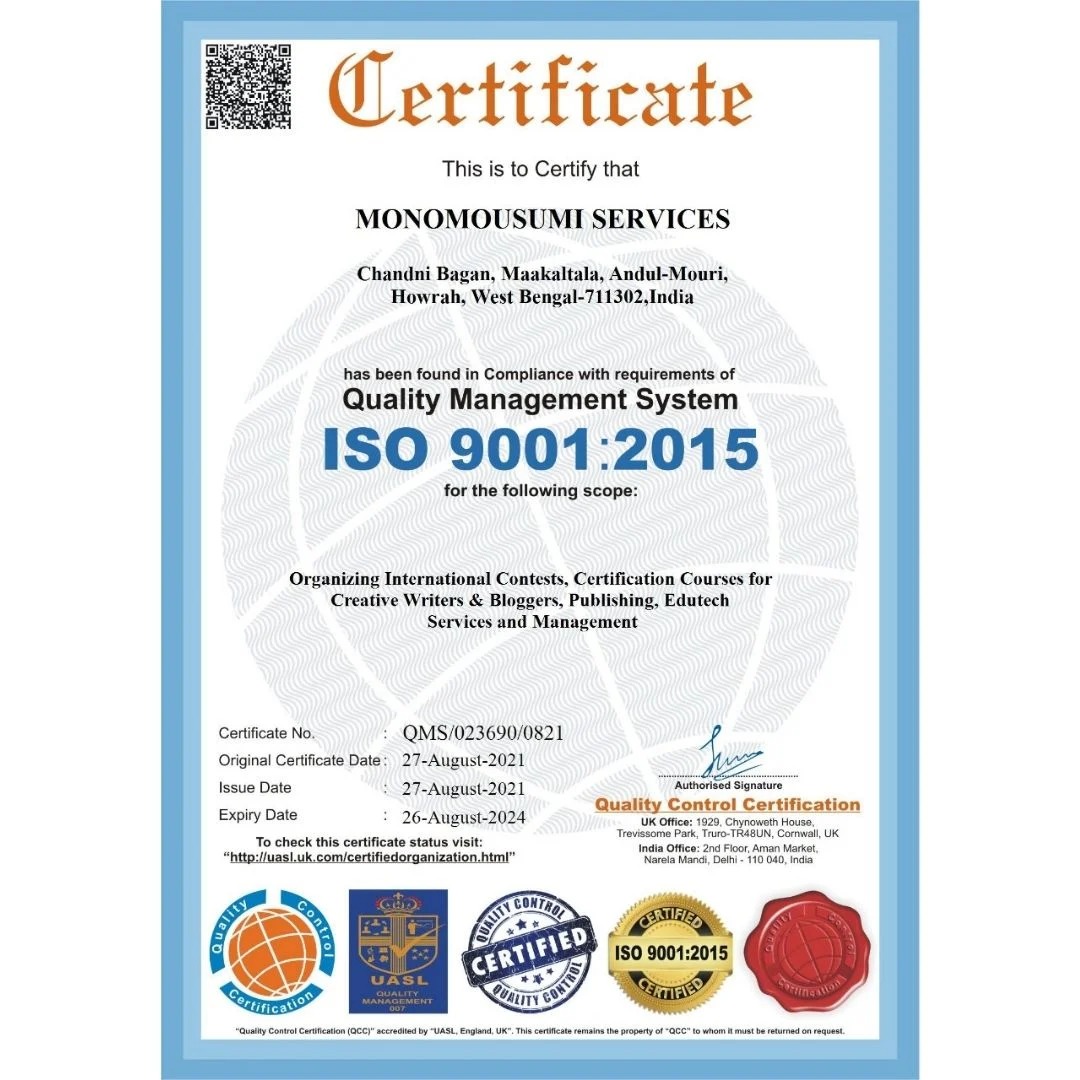 Certificate
This is to Certify that
MONOMOUSUMI SERVICES
Chandni Bagan, Maakaltala, Andul-Mouri,
Howrah, West Bengal-711302,India
has been found in Compliance with requirements of
Quality Management System
ISO 9001:2015
for the following scope:
Organizing International Contests, Certification Courses for
Creative Writers & Bloggers, Publishing, Edutech
Services and Management
Certificate No. : QMS/023690/0821
Original Certificate Date : 27-August-2021
Issue Date : 27-August-2021
Expiry Date : 26-August-2024
To check this certificate status visit:
“http://uasl.uk.com/certifiedorganization.html”
Authorised Signature
Quality Control Certification
UK Office: 1929, Chynoweth House,
Trevissome Park, Truro-TR48UN, Cornwall, UK
India Office: 2nd Floor, Aman Market,
Narela Mandi, Delhi - 110 040, India
Quality Control
Certification
UASL
QUALITY
MANAGEMENT
007
QUALITY CONTROL
CERTIFIED
QUALITY CONTROL
CERTIFIED
ISO 9001:2015
CERTIFIED
Quality Control
Certification
“Quality Control Certification (QCC)” accredited by “UASL, England, UK”. This certificate remains the property of “QCC” to whom it must be returned on request.